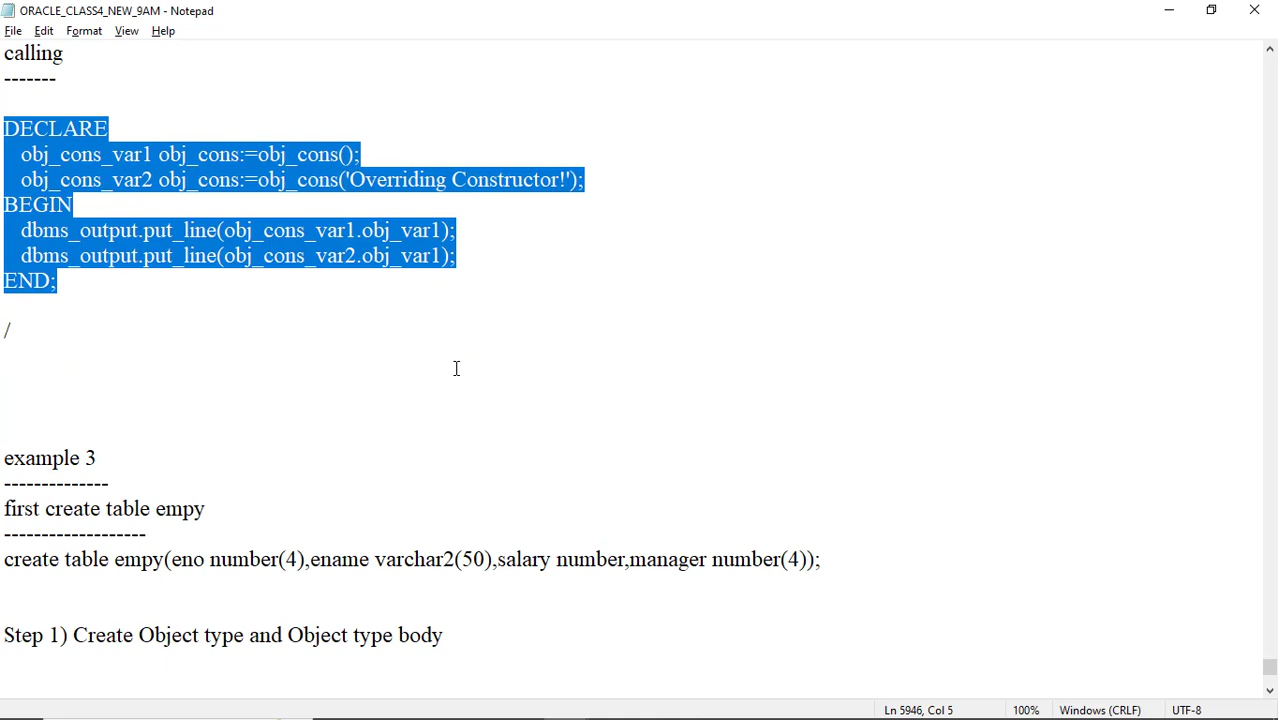 ORACLE_CLASS4_NEW_9AM - Notepad
File Edit Format View Help
calling
-------
DECLARE
obj_cons_var1 obj_cons:=obj_cons();
obj_cons_var2 obj_cons:=obj_cons('Overriding Constructor!');
BEGIN
dbms_output.put_line(obj_cons_var1.obj_var1);
dbms_output.put_line(obj_cons_var2.obj_var1);
END;
/
example 3
--------------
first create table empy
-------------------
create table empy(eno number(4),ename varchar2(50),salary number,manager number(4));
Step 1) Create Object type and Object type body
Ln 5946, Col 5 100% Windows (CRLF) UTF-8